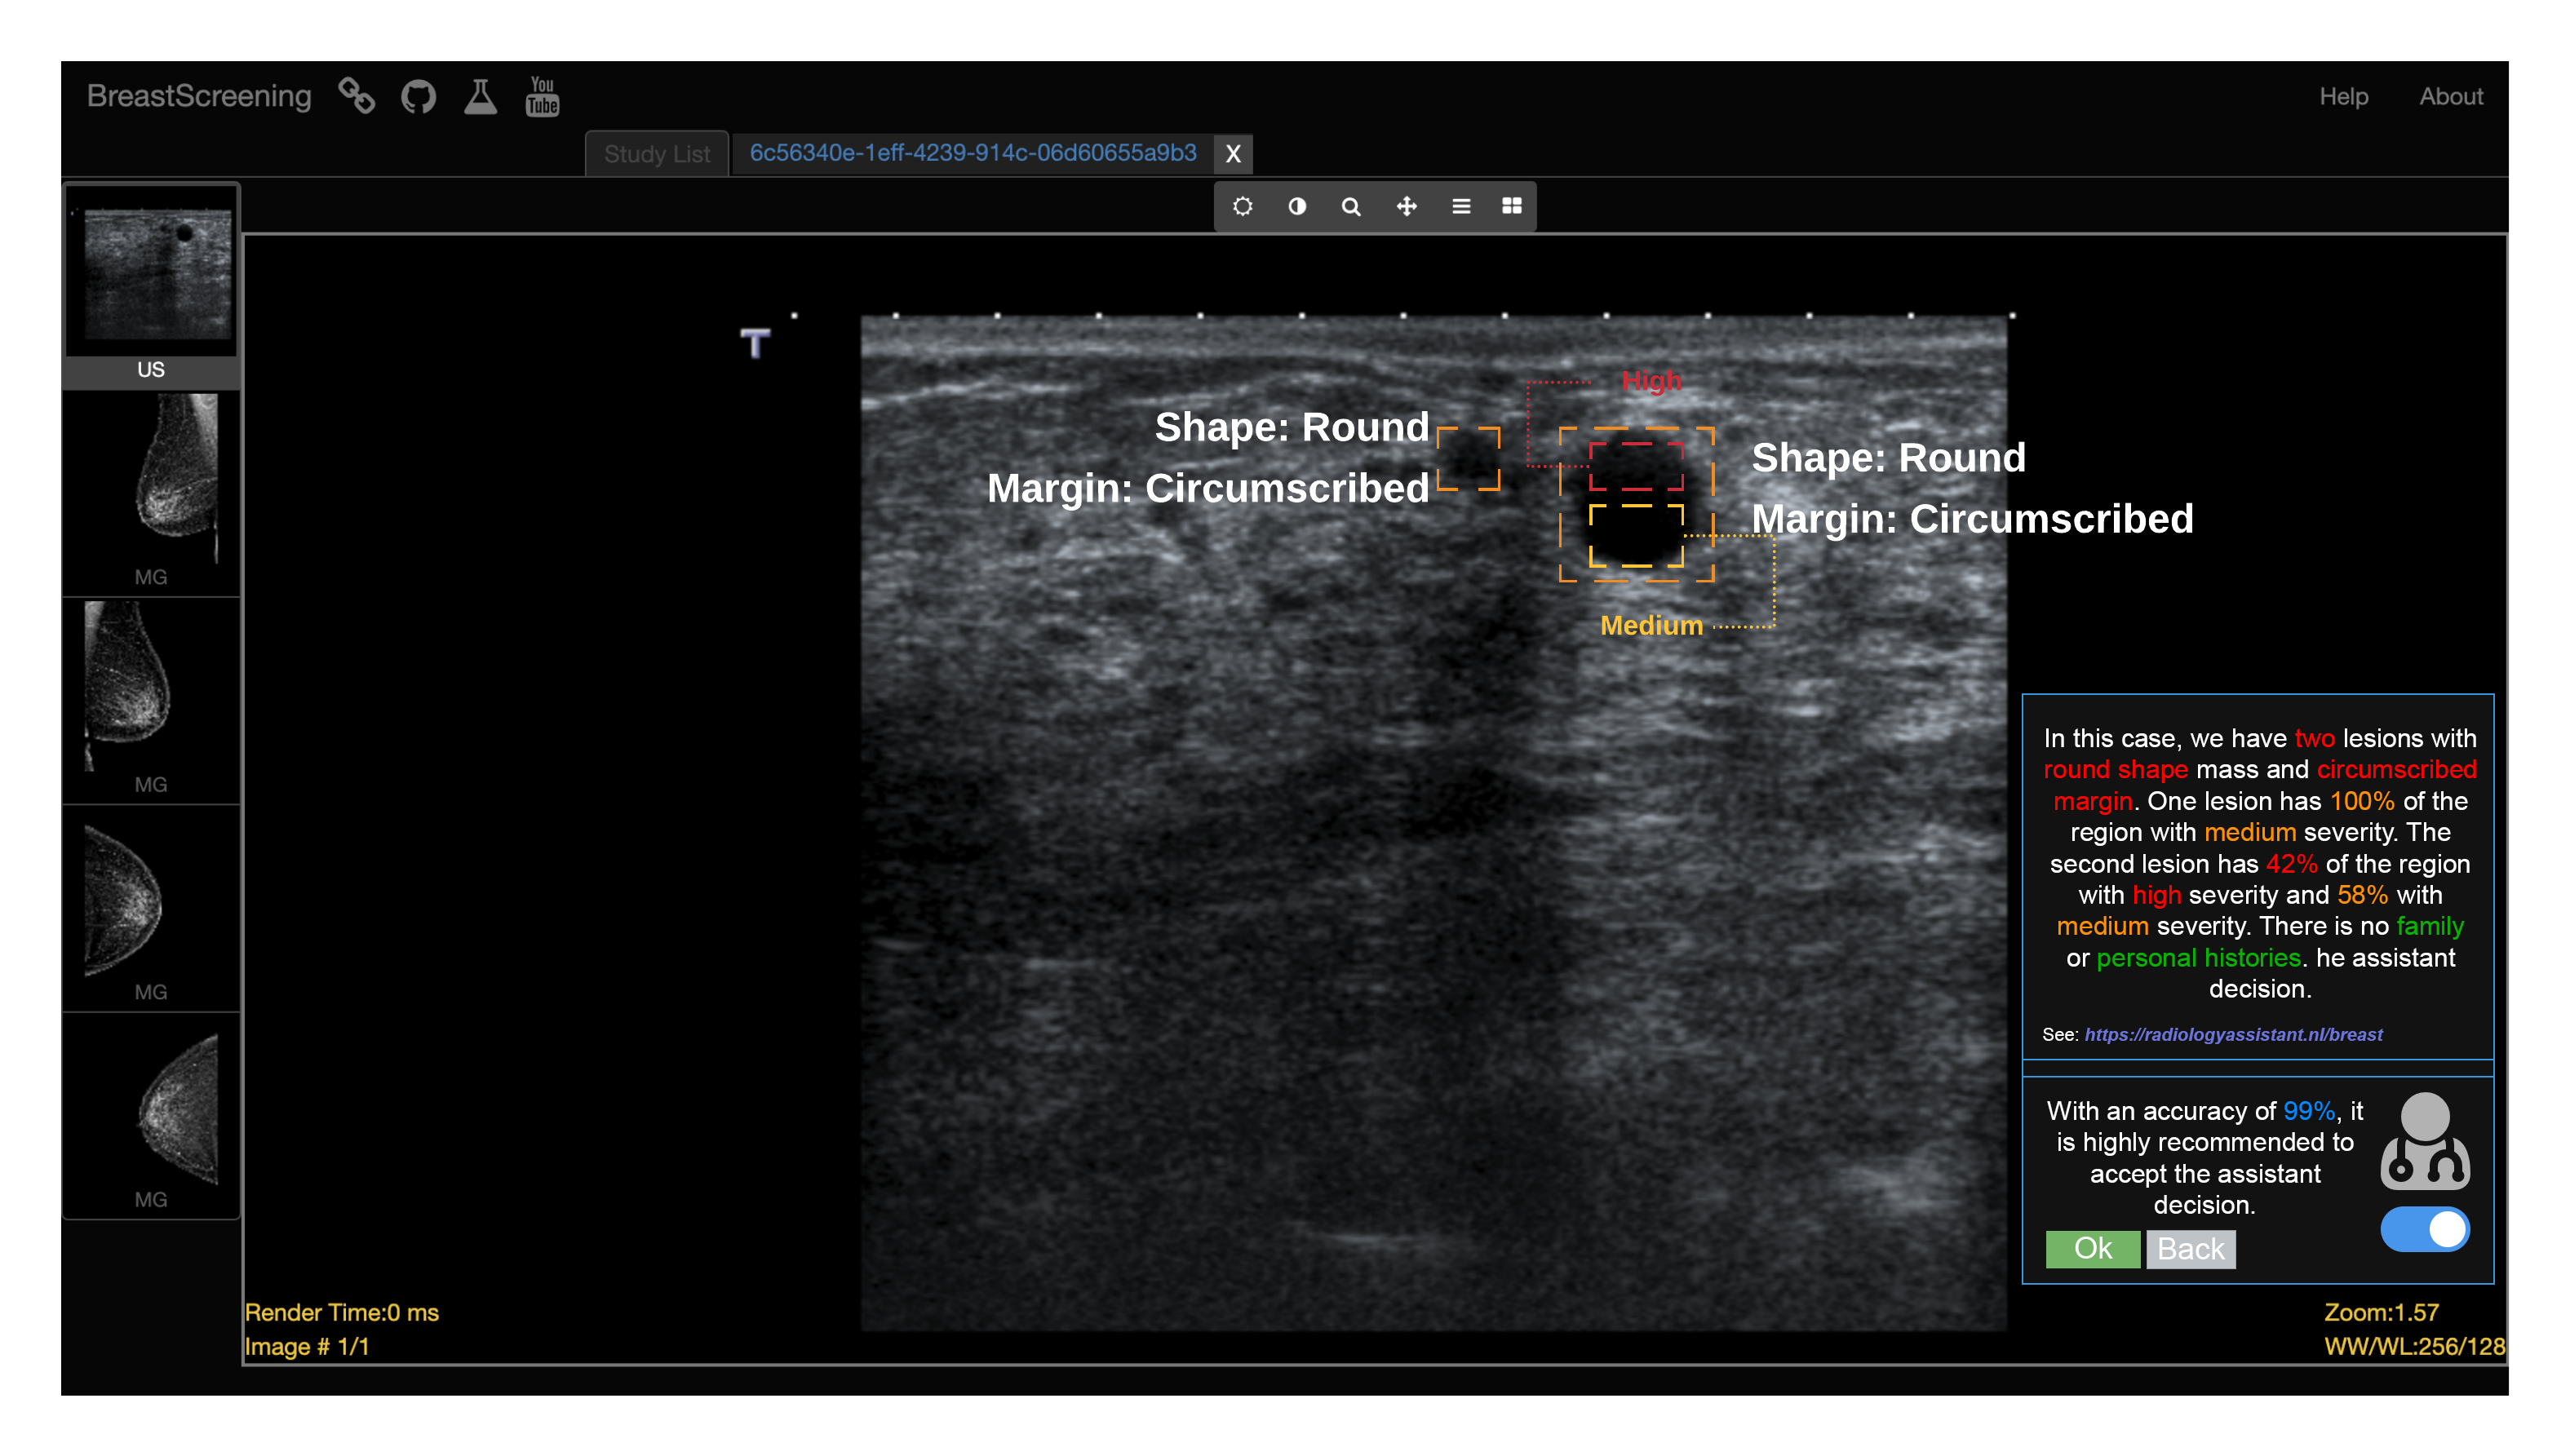 BreastScreening
You
Tube
Help
About
Study List
6c56340e-1eff-4239-914c-06d60655a9b3
X
US
MG
MG
MG
MG
T
High
Shape: Round
Margin: Circumscribed
Shape: Round
Margin: Circumscribed
Medium
In this case, we have two lesions with
round shape mass and circumscribed
margin. One lesion has 100% of the
region with medium severity. The
second lesion has 42% of the region
with high severity and 58% with
medium severity. There is no family
or personal histories. he assistant
decision.
See: https://radiologyassistant.nl/breast
With an accuracy of 99%, it
is highly recommended to
accept the assistant
decision.
Ok
Back
Render Time:0 ms
Image # 1/1
Zoom:1.57
WW/WL:256/128